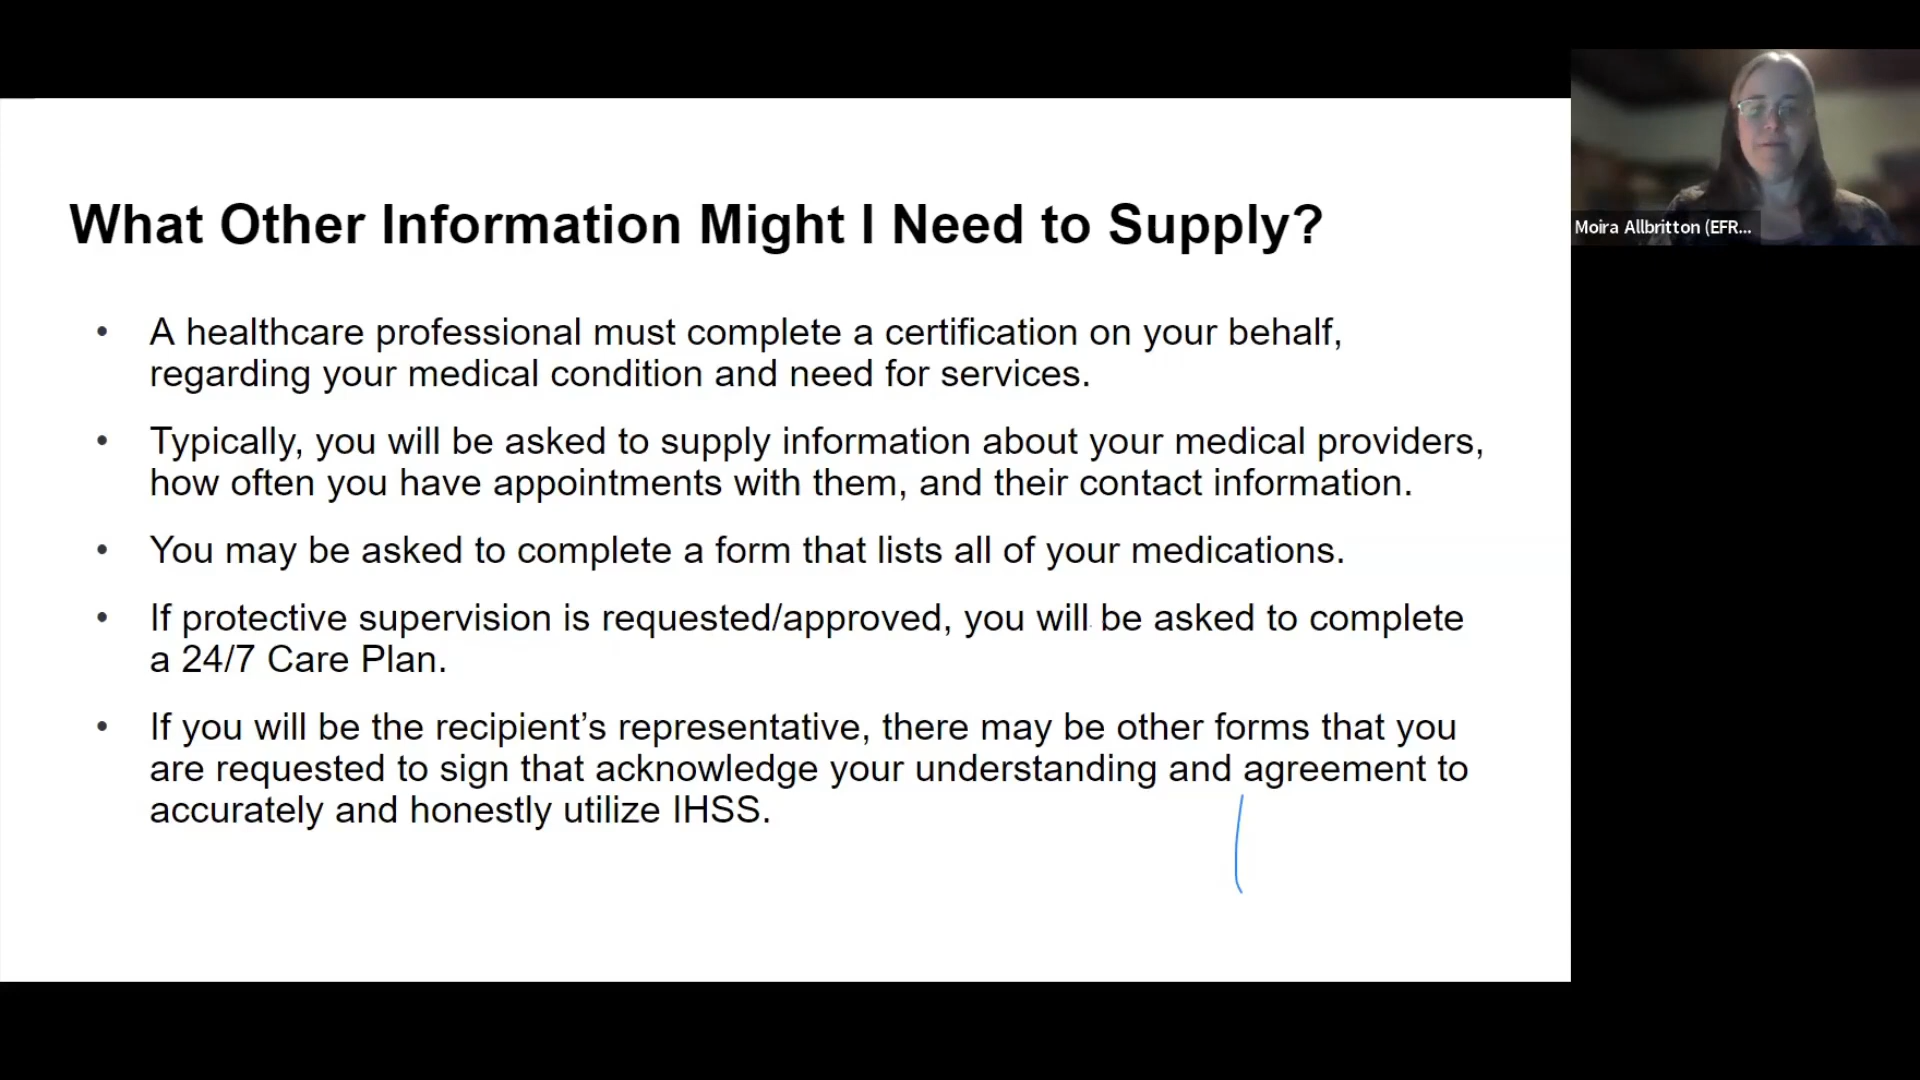 What Other Information Might I Need to Supply?
• A healthcare professional must complete a certification on your behalf,
regarding your medical condition and need for services.
• Typically, you will be asked to supply information about your medical providers,
how often you have appointments with them, and their contact information.
• You may be asked to complete a form that lists all of your medications.
• If protective supervision is requested/approved, you will be asked to complete
a 24/7 Care Plan.
• If you will be the recipient’s representative, there may be other forms that you
are requested to sign that acknowledge your understanding and agreement to
accurately and honestly utilize IHSS.
Moira Allbritton (EFR...